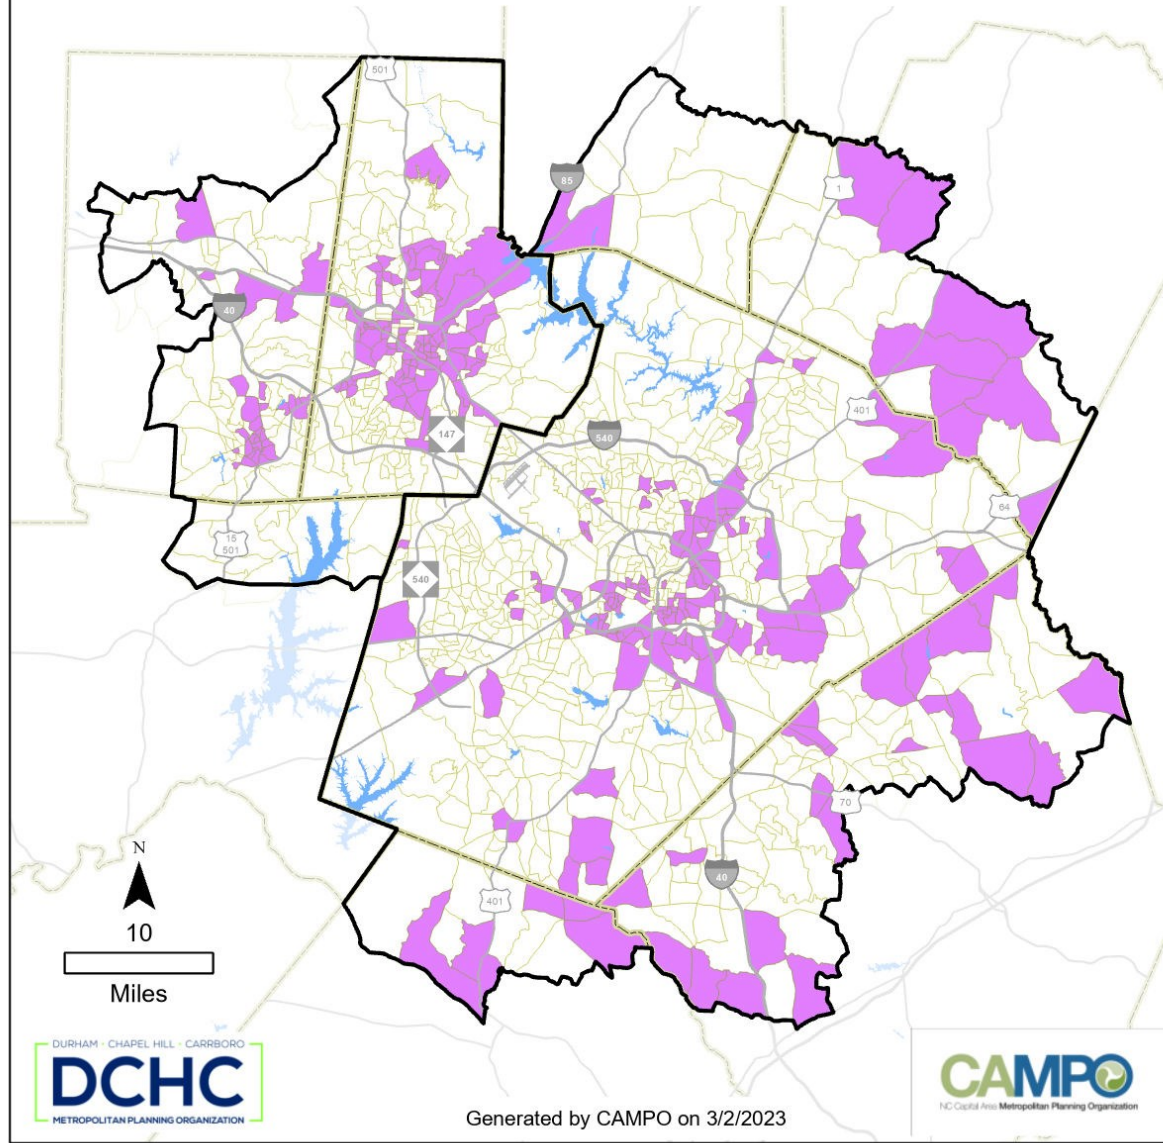 501
85
1
40
401
147
540
64
15
501
540
70
N
10
Miles
401
40
DURHAM · CHAPEL HILL · CARRBORO
DCHC
METROPOLITAN PLANNING ORGANIZATION
Generated by CAMPO on 3/2/2023
CAMPO
NC Capital Area Metropolitan Planning Organization